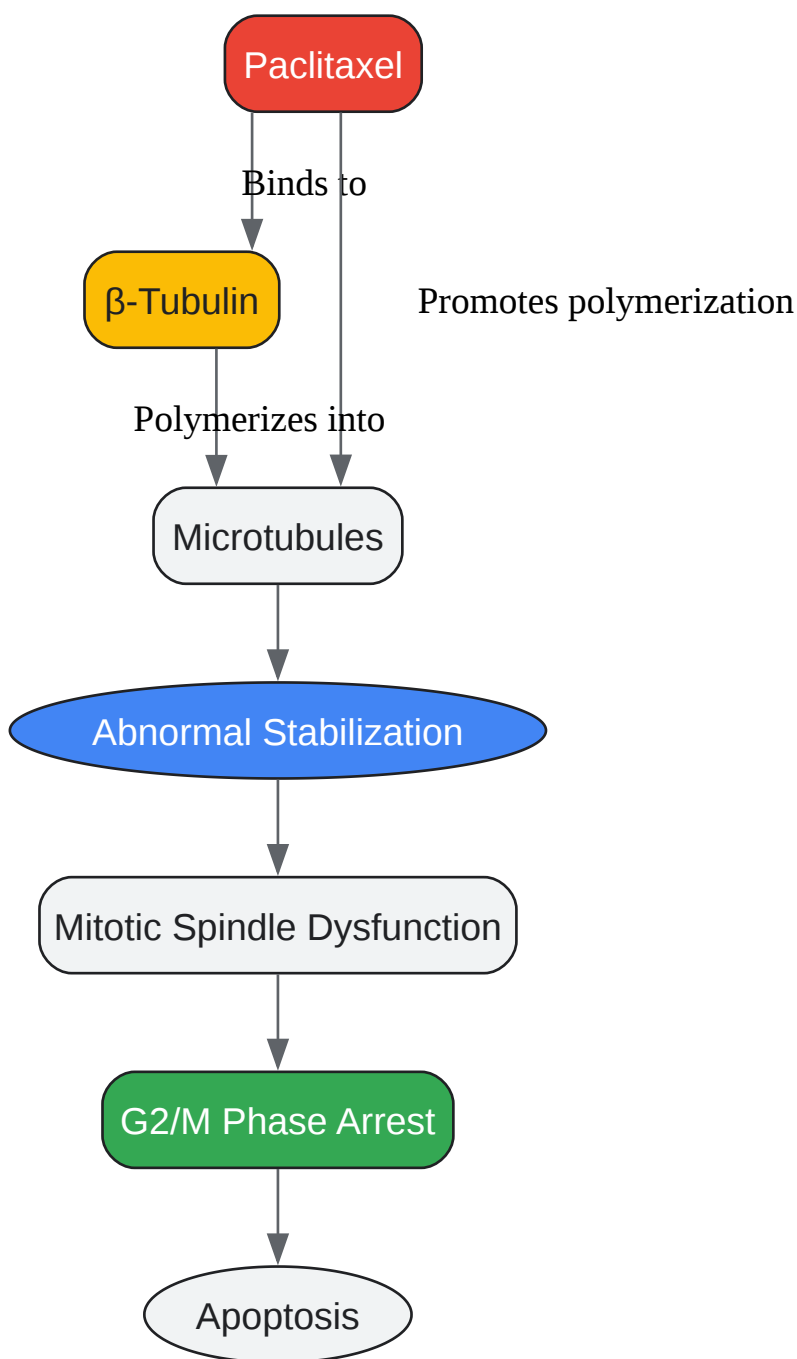 Paclitaxel
Binds to
β-Tubulin
Promotes polymerization
Polymerizes into
Microtubules
Abnormal Stabilization
Mitotic Spindle Dysfunction
G2/M Phase Arrest
Apoptosis